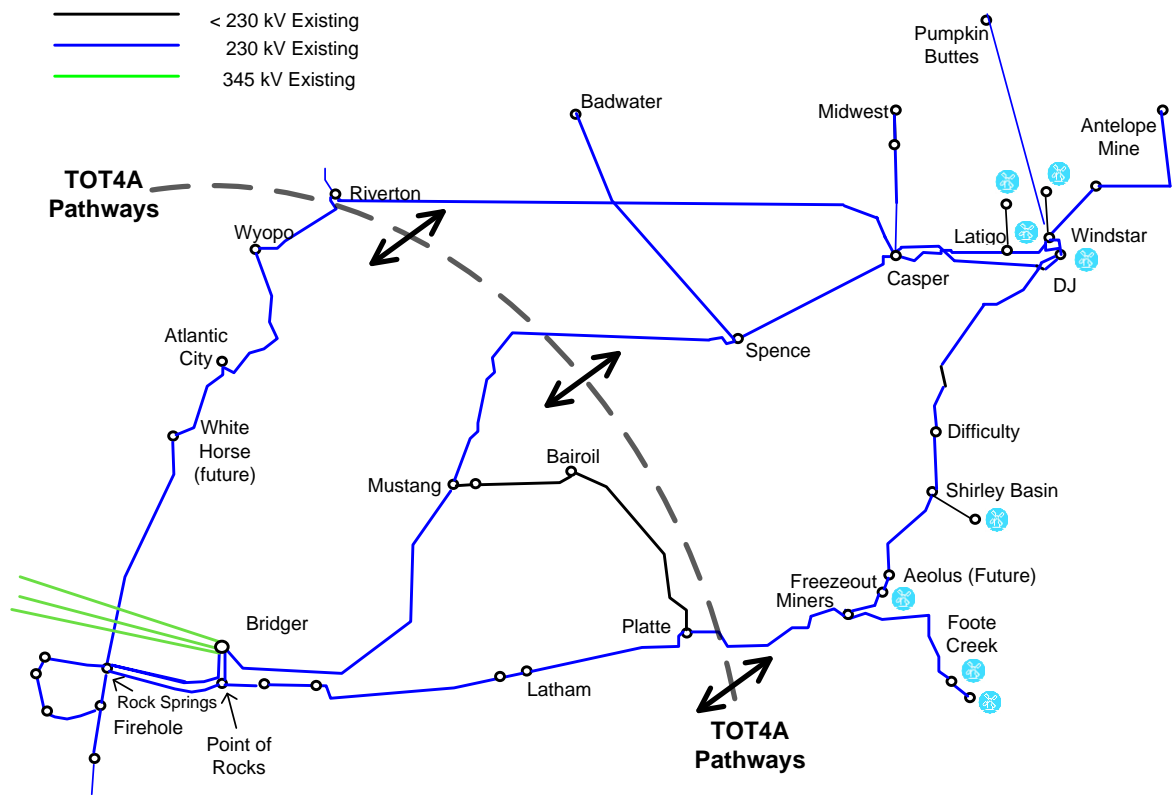 < 230 kV Existing
230 kV Existing
345 kV Existing
Pumpkin
Buttes
Badwater
Midwest
Antelope
Mine
TOT4A
Pathways
Riverton
Wyopo
Latigo
Windstar
Casper
DJ
Atlantic
City
Spence
White
Horse
(future)
Difficulty
Bairoil
Mustang
Shirley Basin
Freezeout
Aeolus (Future)
Miners
Bridger
Platte
Foote
Creek
Latham
Rock Springs
Firehole
Point of
Rocks
TOT4A
Pathways